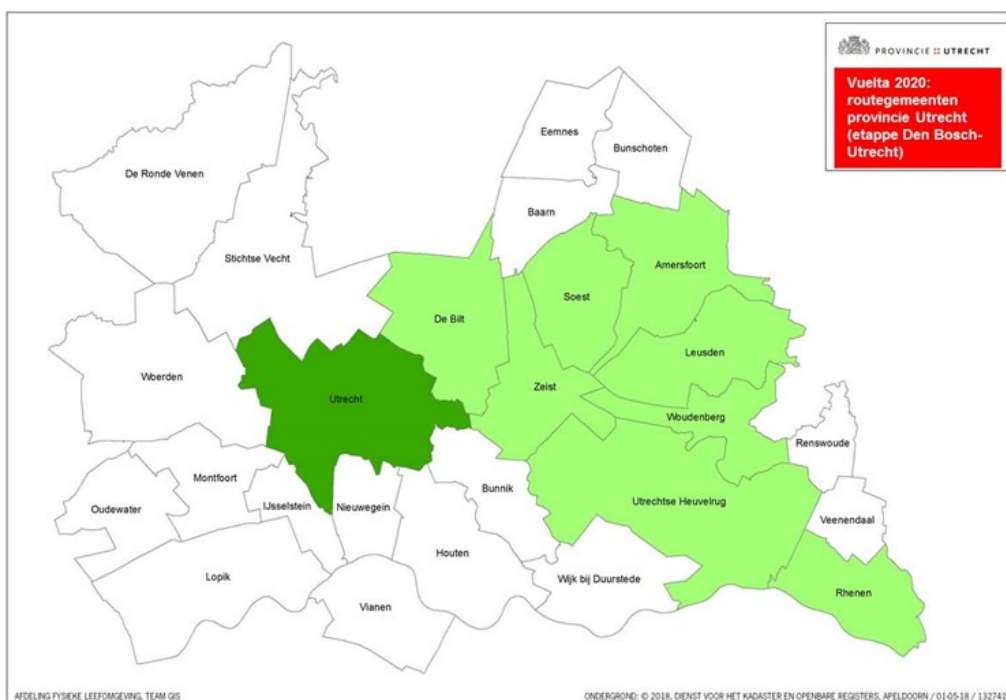 PROVINCIE :: UTRECHT
Vuelta 2020:
routegemeenten
provincie Utrecht
(etappe Den Bosch-
Utrecht)
Eemnes
Bunschoten
De Ronde Venen
Baarn
Stichtse Vecht
Amersfoort
Soest
De Bilt
Leusden
Woerden
Zeist
Utrecht
Woudenberg
Renswoude
Montfoort
Bunnik
Utrechtse Heuvelrug
Oudewater
IJsselstein
Nieuwegein
Veenendaal
Houten
Lopik
Wijk bij Duurstede
Rhenen
Vianen
AFDELING FYSIEKE LEEFOMGEVING, TEAM GIS
ONDERGROND: © 2018, DIENST VOOR HET KADASTER EN OPENBARE REGISTERS, APELDOORN / 01-05-18 / 132741